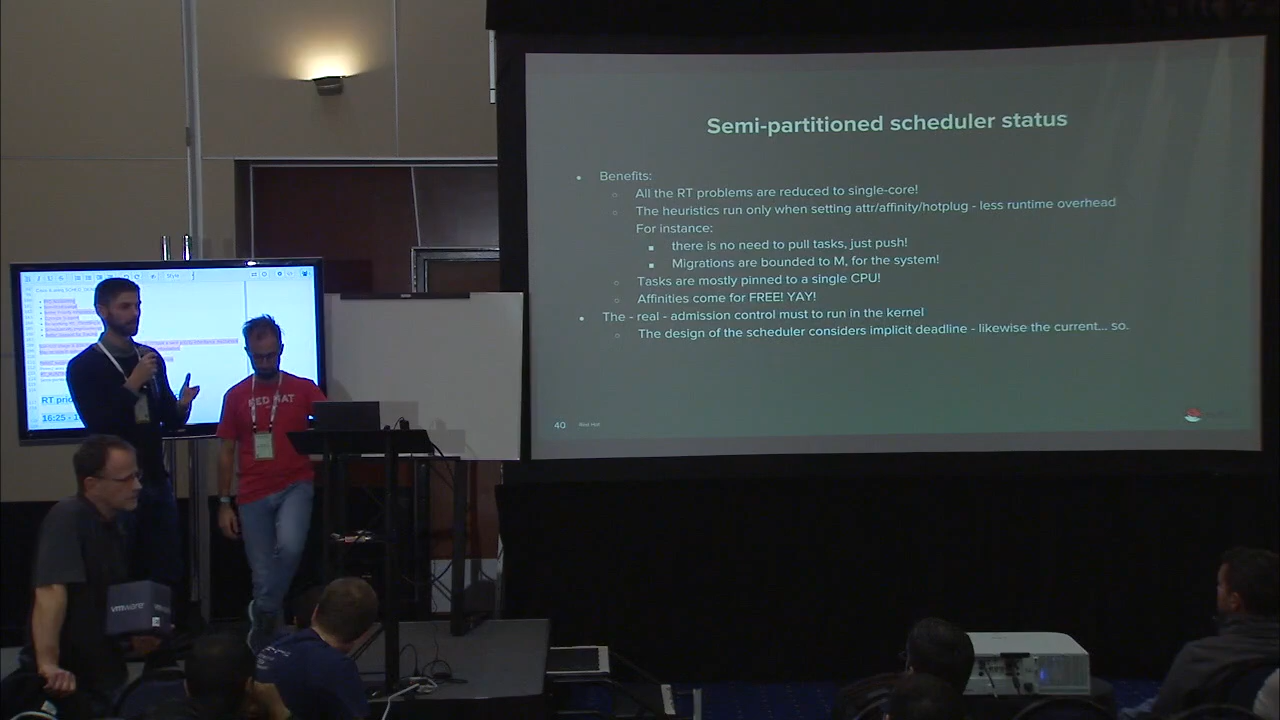 Semi-partitioned scheduler status
Benefits:
All the RT problems are reduced to single-core!
The heuristics run only when setting attr/affinity/hotplug - less runtime overhead
For instance:
there is no need to pull tasks, just push!
Migrations are bounded to M, for the system!
Tasks are mostly pinned to a single CPU!
Affinities come for FREE! YAY!
The - real - admission control must to run in the kernel
The design of the scheduler considers implicit deadline - likewise the current... so.
40
Red Hat
Style
RT
16:25 - 1
RED HAT
vmware